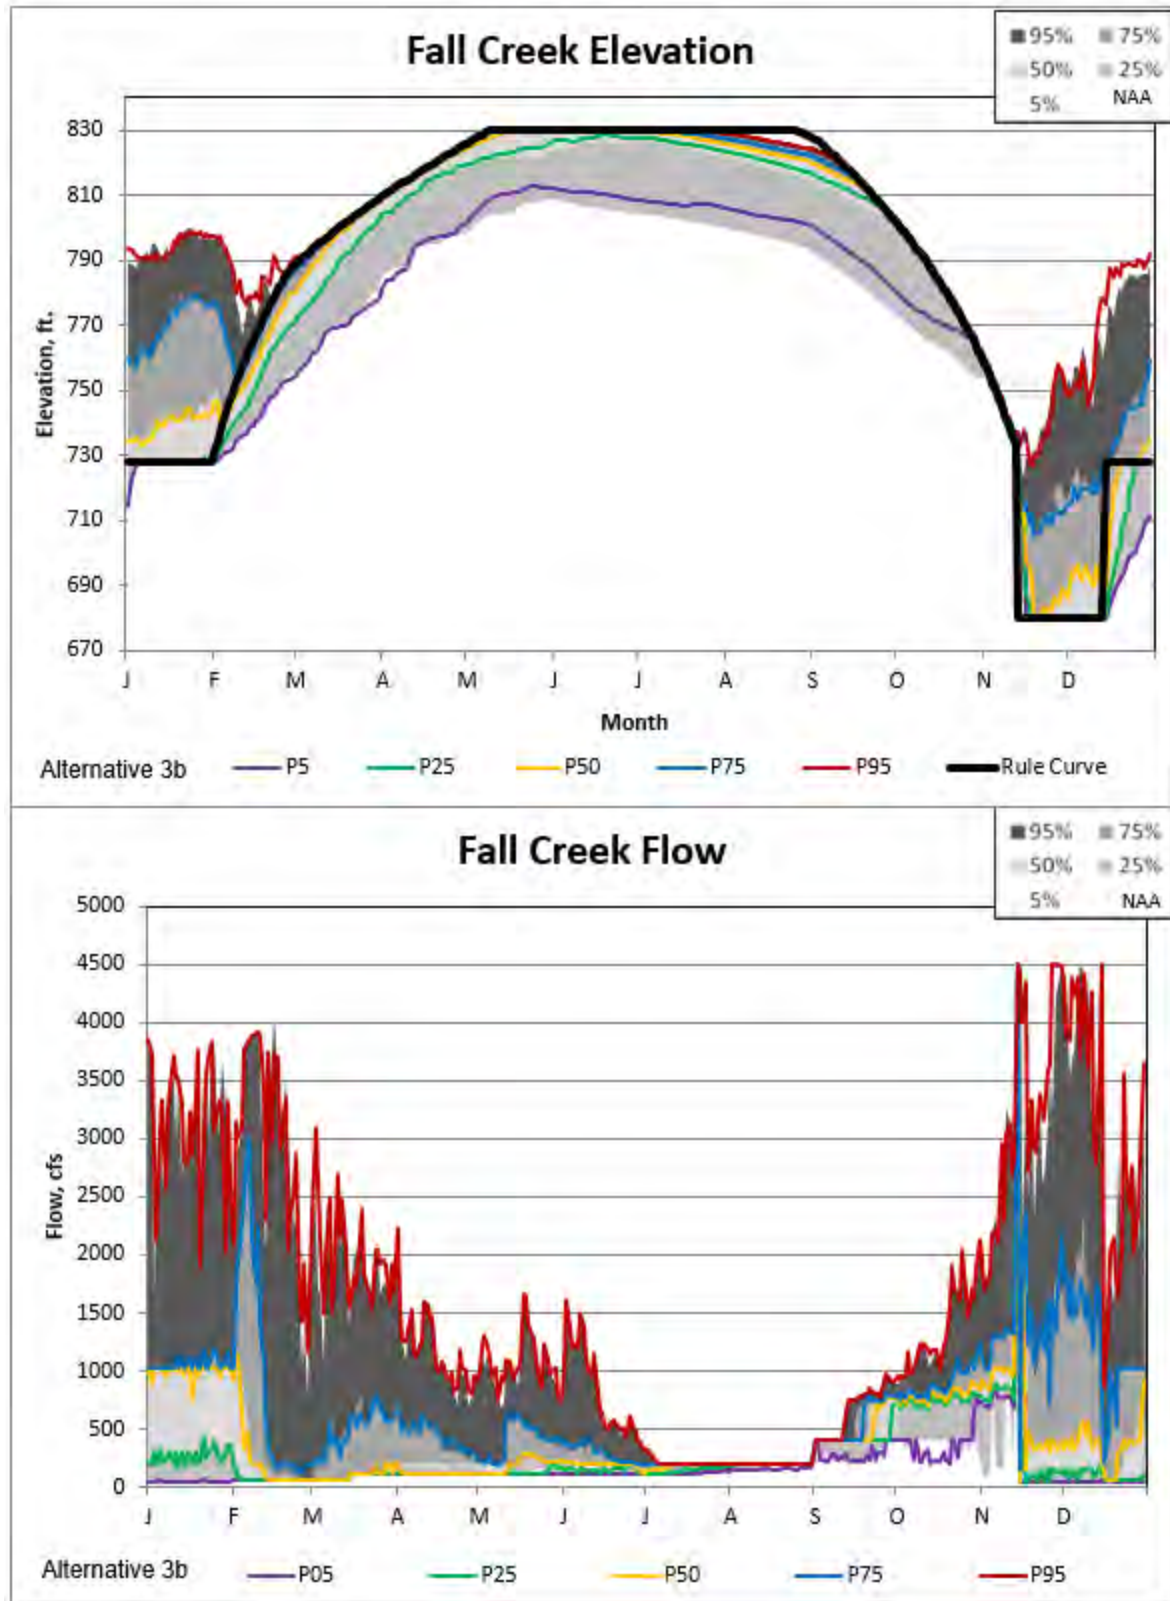 Fall Creek Elevation
95% 75%
50% 25%
5% NAA
830
810
790
770
750
730
710
690
670
Elevation, ft.
J F M A M J J A S O N D
Month
Alternative 3b P5 P25 P50 P75 P95 Rule Curve
Fall Creek Flow
95% 75%
50% 25%
5% NAA
5000
4500
4000
3500
3000
2500
2000
1500
1000
500
0
Flow, cfs
J F M A M J J A S O N D
Alternative 3b P05 P25 P50 P75 P95